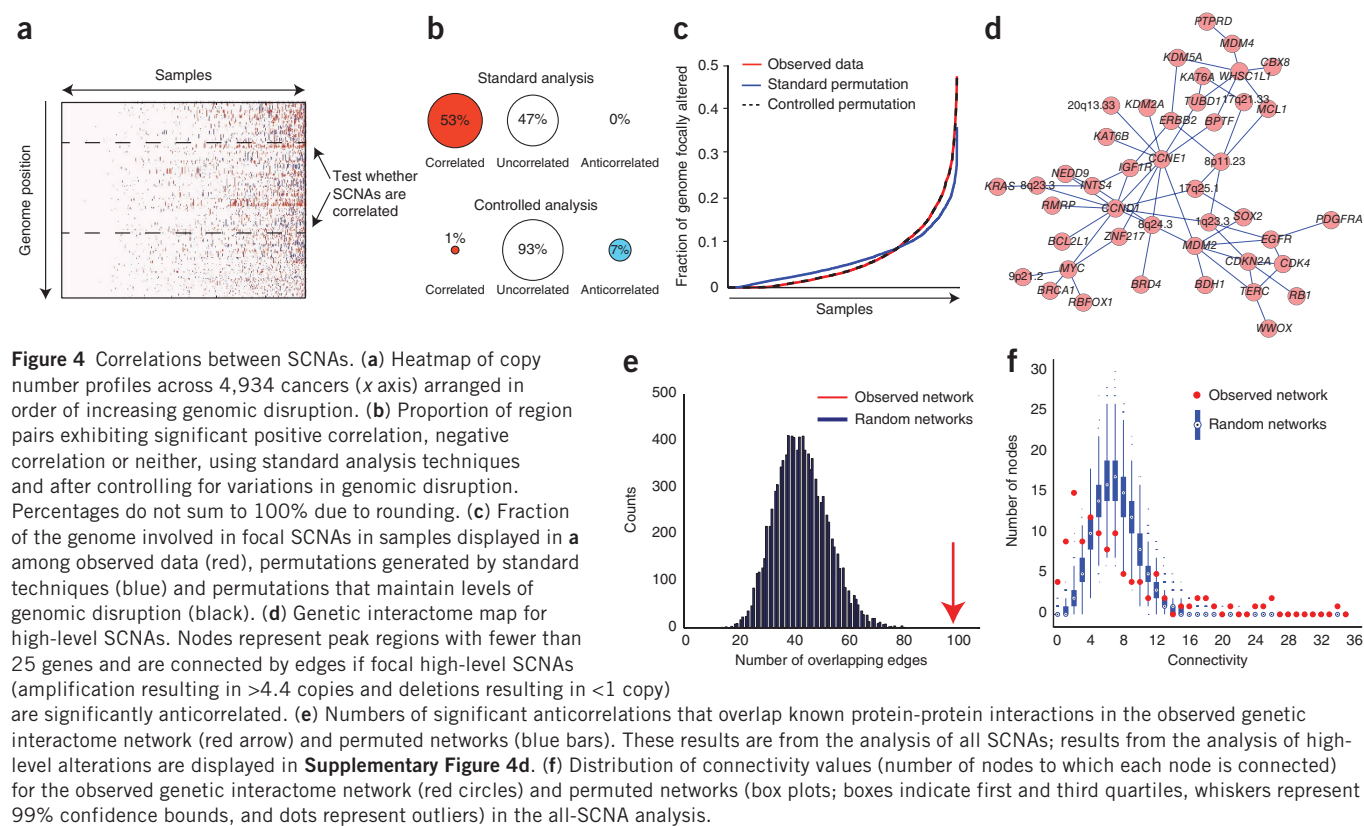 a
Samples
Genome position
Test whether
SCNAs are
correlated
b
Standard analysis
53%
47%
0%
Correlated
Uncorrelated
Anticorrelated
Controlled analysis
1%
93%
7%
Correlated
Uncorrelated
Anticorrelated
c
Observed data
Standard permutation
Controlled permutation
Fraction of genome focally altered
0.5
0.4
0.3
0.2
0.1
0
Samples
d
PTPRD
MDM4
KDM5A
CBX8
KAT6A
WHSC1L1
20q13.33
KDM2A
TUBD1
17q21.33
MCL1
ERBB2
BPTF
KAT6B
CCNE1
8p11.23
IGF1R
NEDD9
KRAS
8q23.3
INTS4
17q25.1
RMRP
CCND1
1q23.3
SOX2
PDGFRA
8q24.3
BCL2L1
ZNF217
MDM2
EGFR
CDKN2A
CDK4
9p21.2
MYC
BRCA1
RBFOX1
BRD4
BDH1
TERC
RB1
WWOX
Figure 4 Correlations between SCNAs. (a) Heatmap of copy
number profiles across 4,934 cancers (x axis) arranged in
order of increasing genomic disruption. (b) Proportion of region
pairs exhibiting significant positive correlation, negative
correlation or neither, using standard analysis techniques
and after controlling for variations in genomic disruption.
Percentages do not sum to 100% due to rounding. (c) Fraction
of the genome involved in focal SCNAs in samples displayed in a
among observed data (red), permutations generated by standard
techniques (blue) and permutations that maintain levels of
genomic disruption (black). (d) Genetic interactome map for
high-level SCNAs. Nodes represent peak regions with fewer than
25 genes and are connected by edges if focal high-level SCNAs
(amplification resulting in >4.4 copies and deletions resulting in <1 copy)
are significantly anticorrelated. (e) Numbers of significant anticorrelations that overlap known protein-protein interactions in the observed genetic
interactome network (red arrow) and permuted networks (blue bars). These results are from the analysis of all SCNAs; results from the analysis of high-
level alterations are displayed in Supplementary Figure 4d. (f) Distribution of connectivity values (number of nodes to which each node is connected)
for the observed genetic interactome network (red circles) and permuted networks (box plots; boxes indicate first and third quartiles, whiskers represent
99% confidence bounds, and dots represent outliers) in the all-SCNA analysis.
e
Observed network
Random networks
Counts
500
400
300
200
100
0
0 20 40 60 80 100
Number of overlapping edges
f
Observed network
Random networks
Number of nodes
30
25
20
15
10
5
0
0 4 8 12 16 20 24 28 32 36
Connectivity